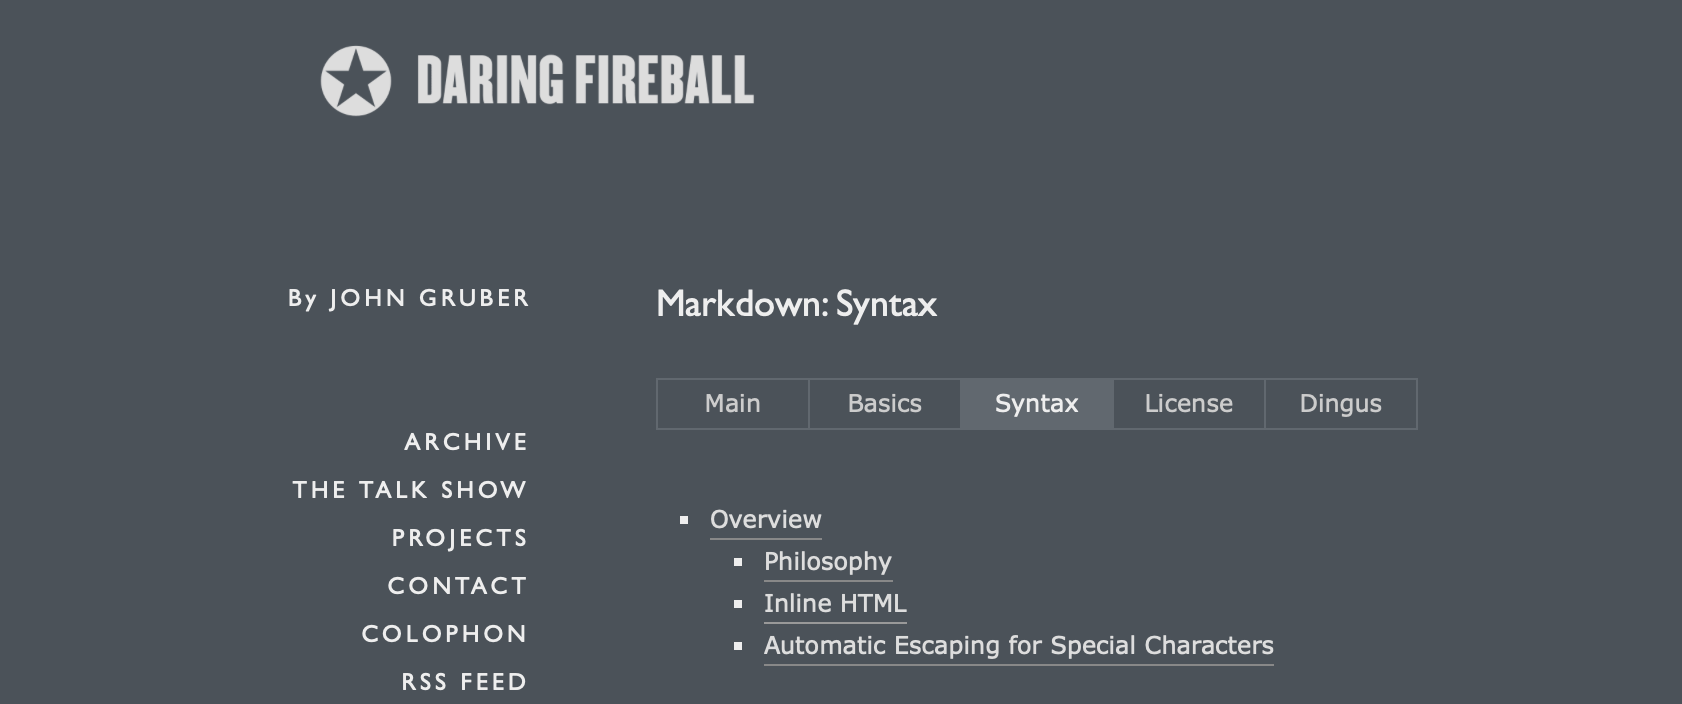 DARING FIREBALL
By JOHN GRUBER
ARCHIVE
THE TALK SHOW
PROJECTS
CONTACT
COLOPHON
RSS FEED
Markdown: Syntax
Main
Basics
Syntax
License
Dingus
Overview
Philosophy
Inline HTML
Automatic Escaping for Special Characters